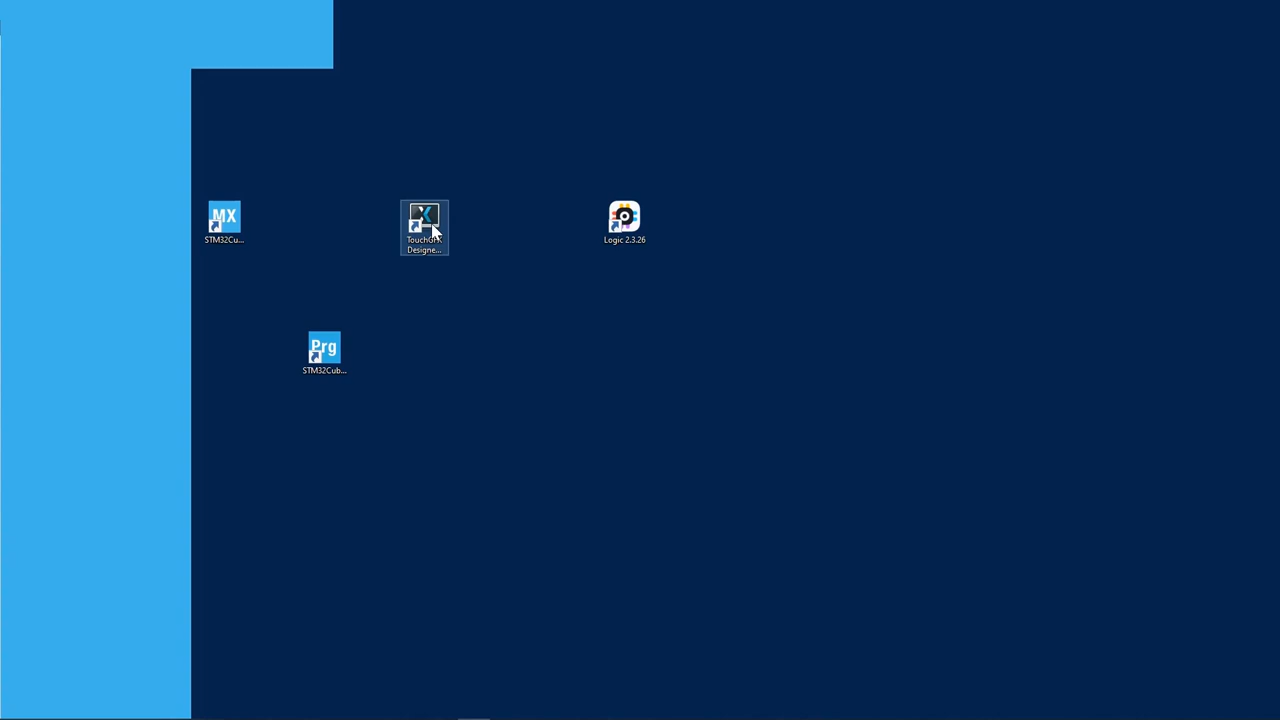 MX
STM32Cu...
TouchGFX
Designe...
Logic 2.3.26
Prg
STM32Cub...